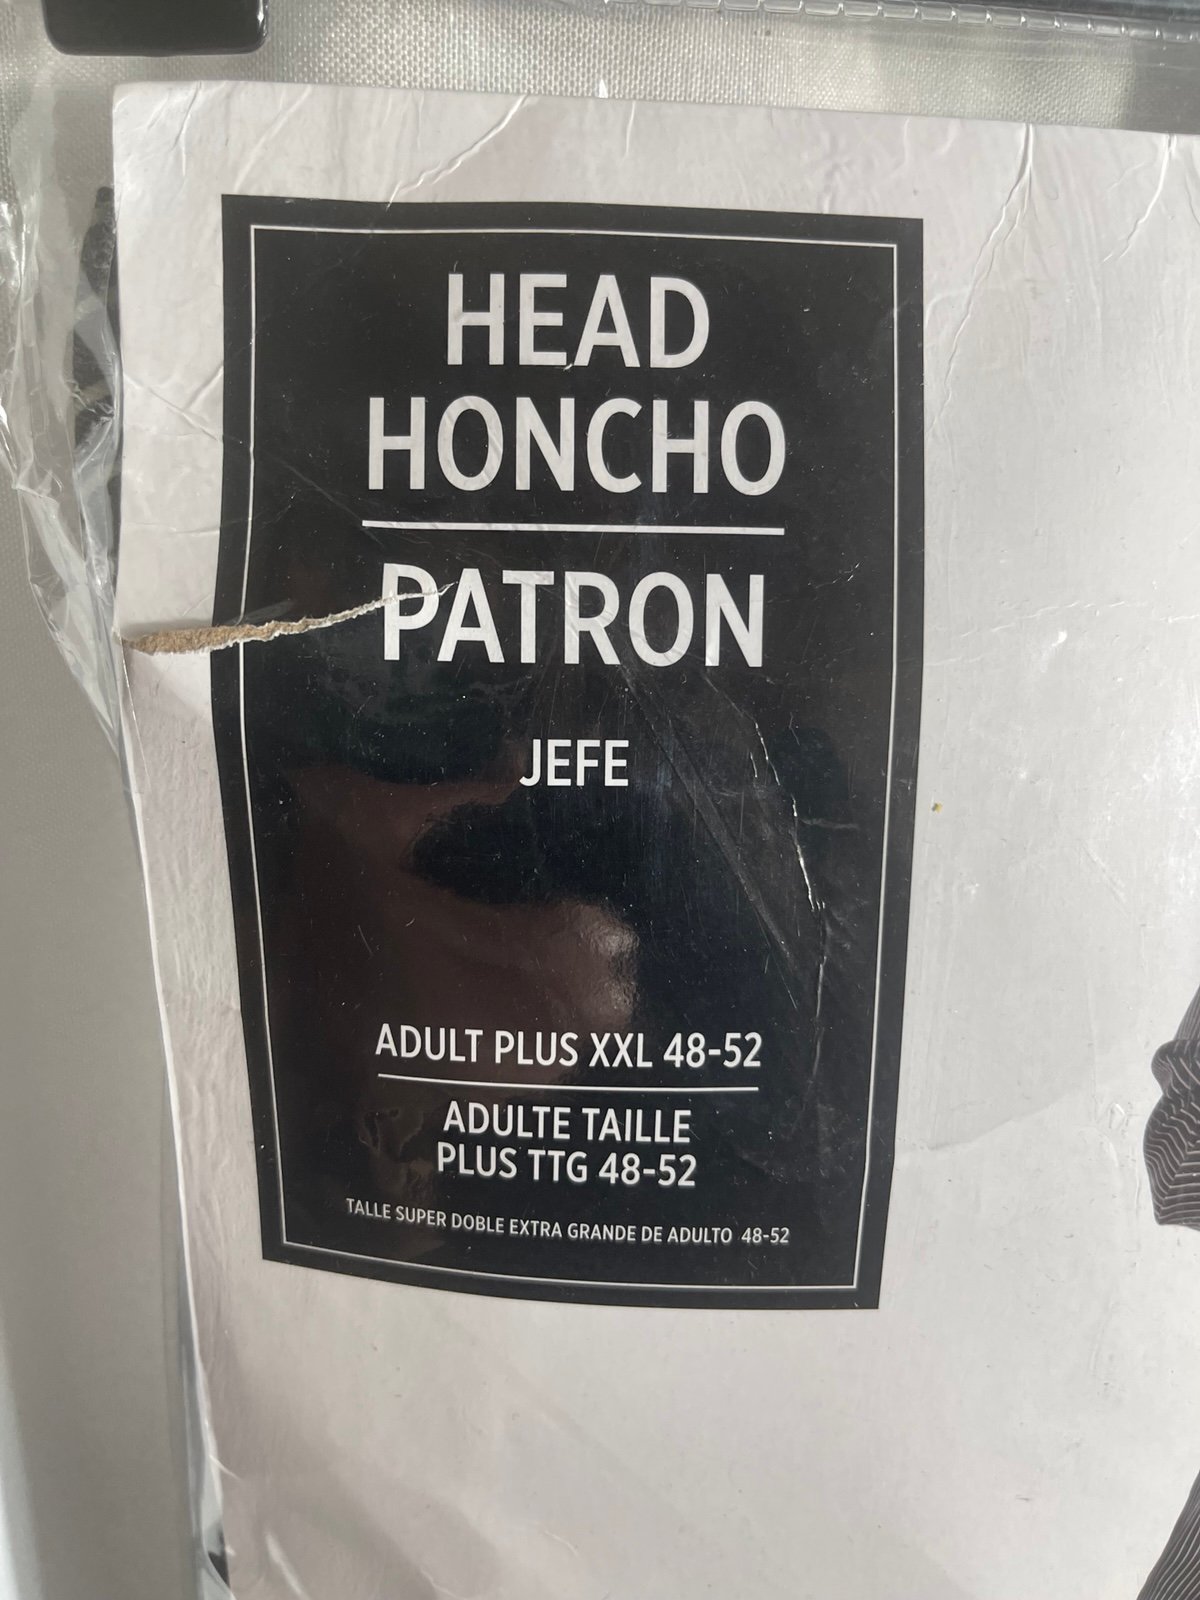 HEAD
HONCHO
PATRON
JEFE
ADULT PLUS XXL 48-52
ADULTE TAILLE
PLUS TTG 48-52
TALLE SUPER DOBLE EXTRA GRANDE DE ADULTO 48-52